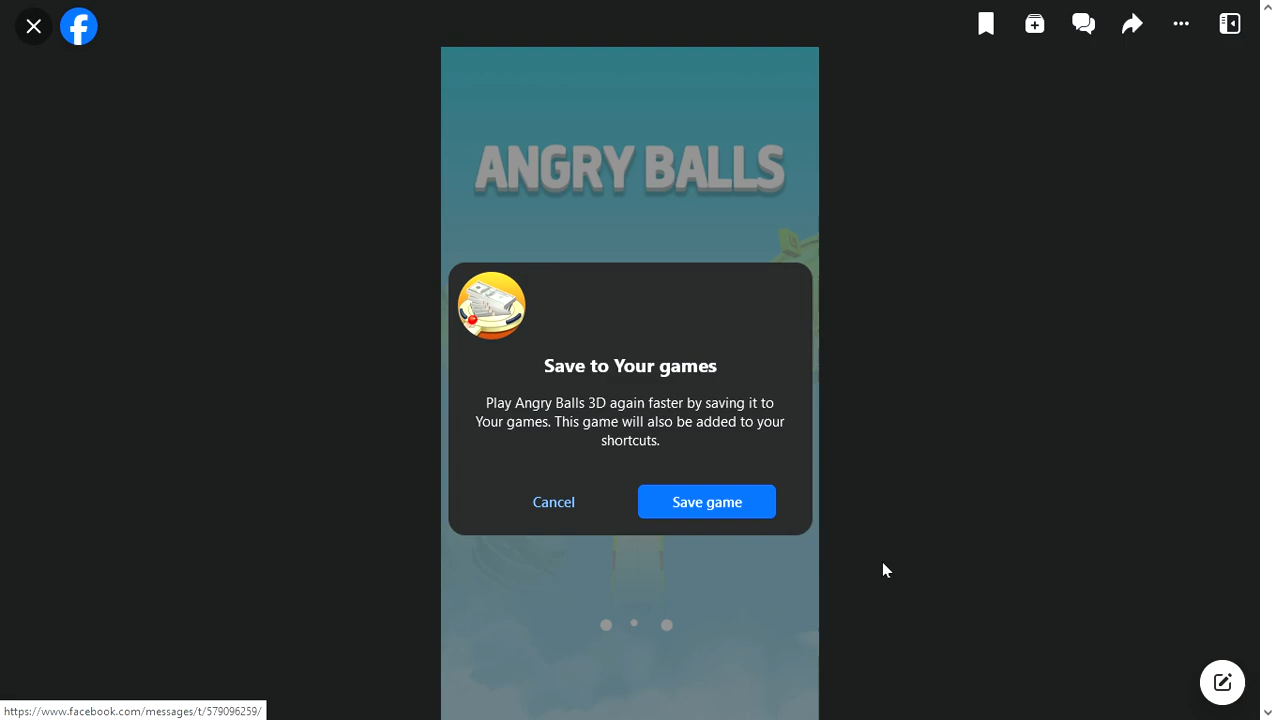 ANGRY BALLS
Save to Your games
Play Angry Balls 3D again faster by saving it to
Your games. This game will also be added to your
shortcuts.
Cancel
Save game
https://www.facebook.com/messages/t/579096259/